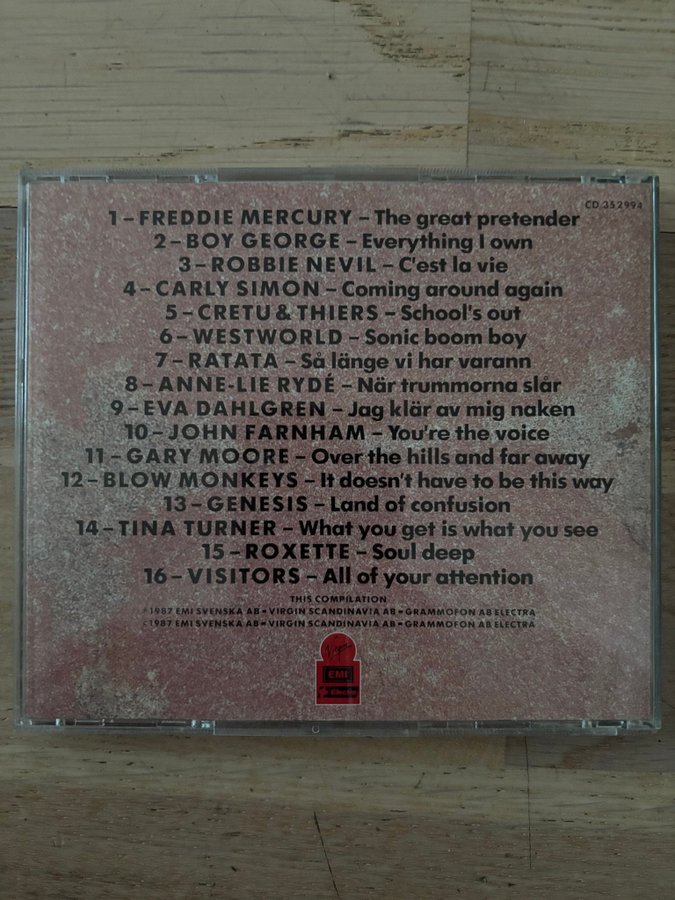 CD 352994
1 – FREDDIE MERCURY – The great pretender
2 – BOY GEORGE – Everything I own
3 – ROBBIE NEVIL – C'est la vie
4 – CARLY SIMON – Coming around again
5 – CRETU & THIERS – School's out
6 – WESTWORLD – Sonic boom boy
7 – RATATA – Så länge vi har varann
8 – ANNE-LIE RYDÉ – När trummorna slår
9 – EVA DAHLGREN – Jag klär av mig naken
10 – JOHN FARNHAM – You're the voice
11 – GARY MOORE – Over the hills and far away
12 – BLOW MONKEYS – It doesn't have to be this way
13 – GENESIS – Land of confusion
14 – TINA TURNER – What you get is what you see
15 – ROXETTE – Soul deep
16 – VISITORS – All of your attention
THIS COMPILATION
℗ 1987 EMI SVENSKA AB • VIRGIN SCANDINAVIA AB • GRAMMOFON AB ELECTRA
© 1987 EMI SVENSKA AB • VIRGIN SCANDINAVIA AB • GRAMMOFON AB ELECTRA
Virgin
EMI
Electra